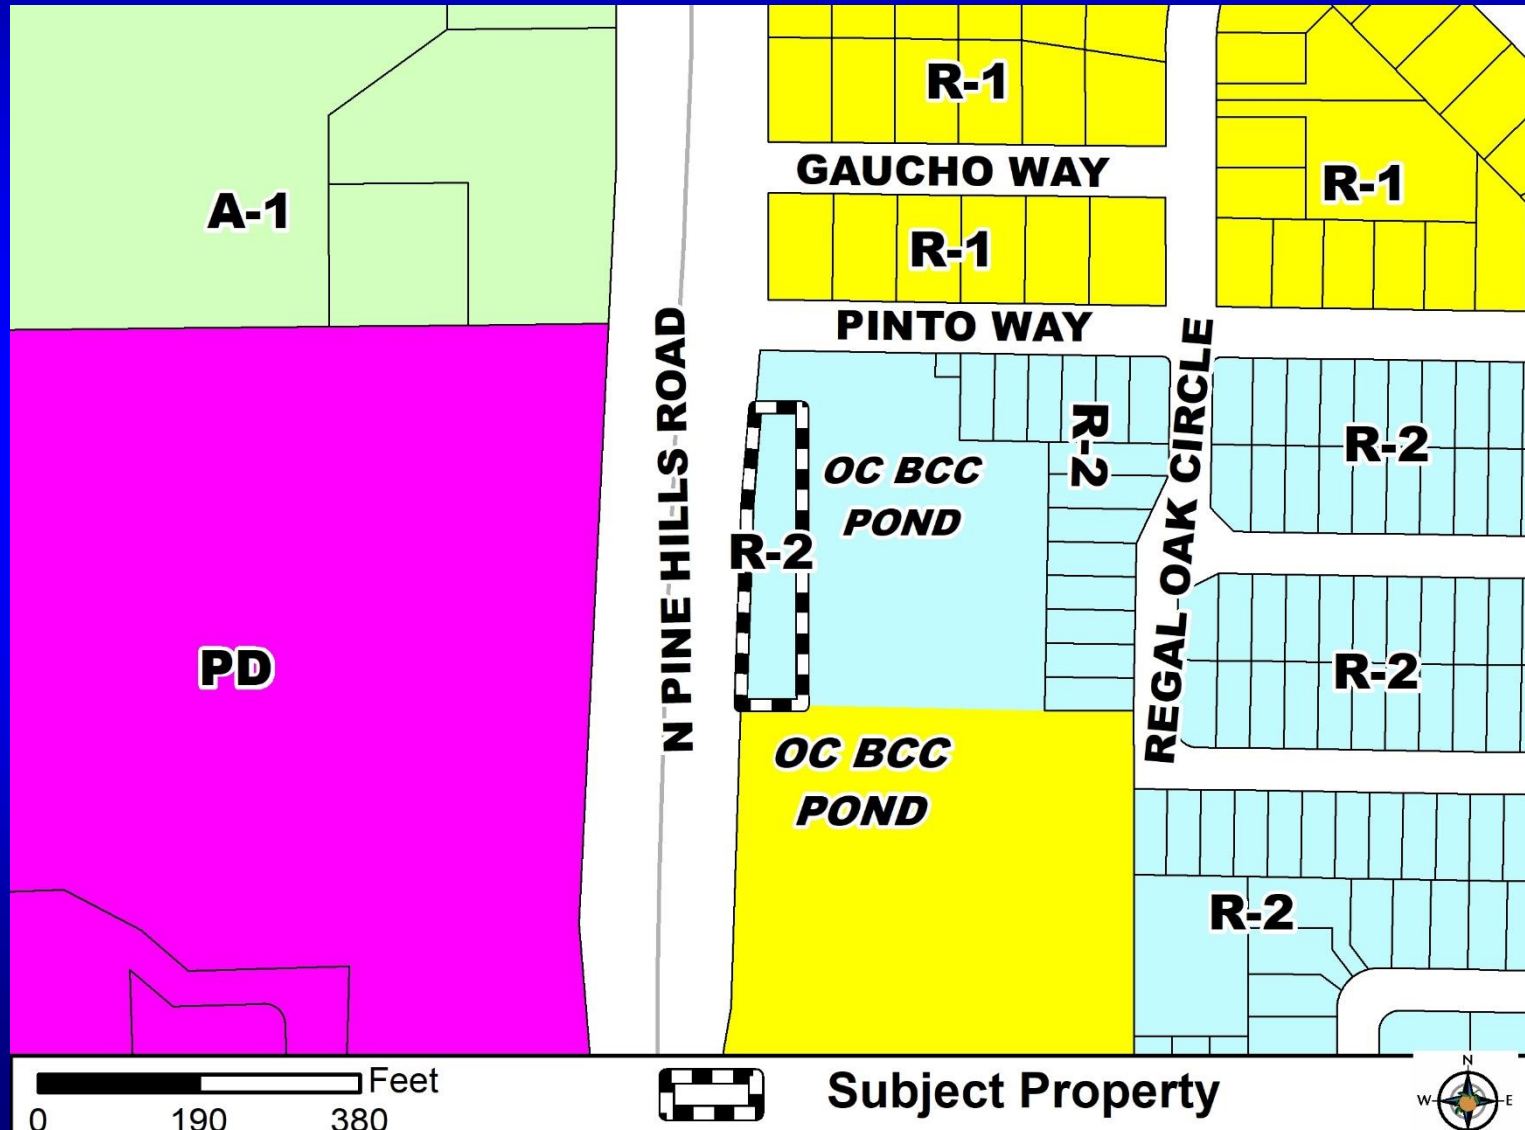 R-1
GAUCHO WAY
A-1
R-1
R-1
PINTO WAY
N PINE HILLS ROAD
REGAL OAK CIRCLE
R-2
R-2
OC BCC
POND
R-2
PD
R-2
OC BCC
POND
R-2
Feet
0 190 380
Subject Property
N
W E